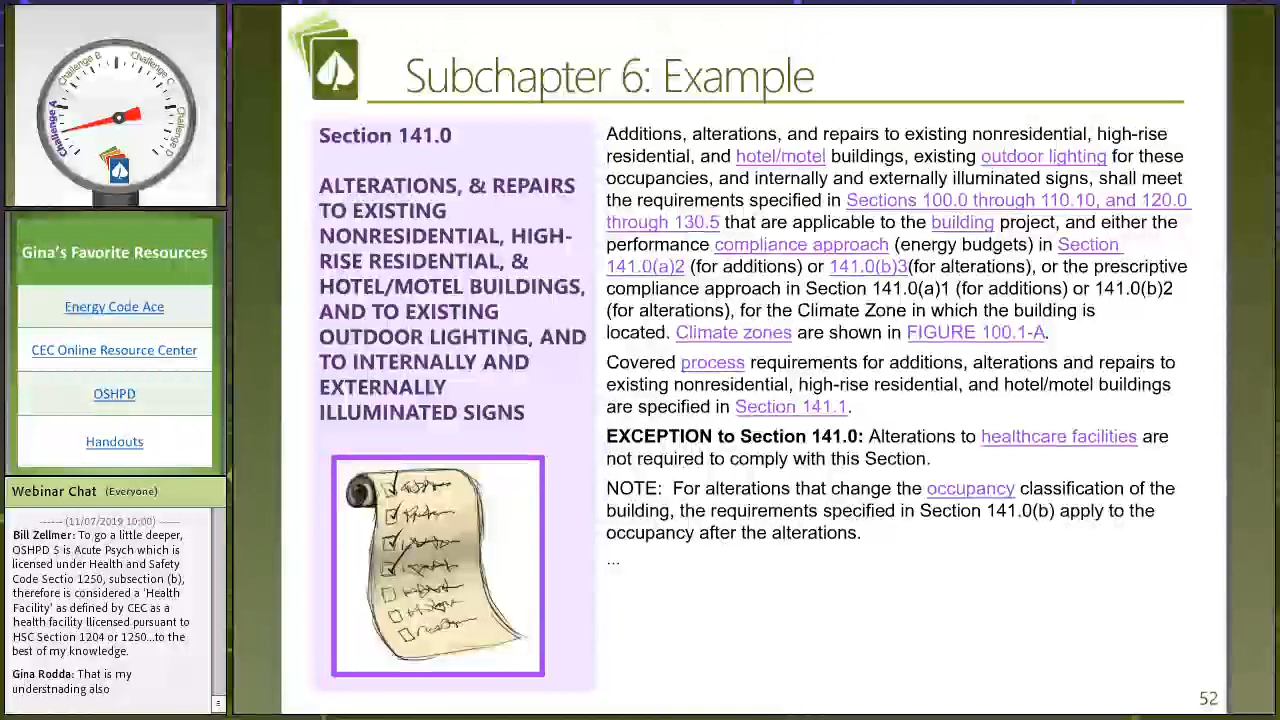 Challenge A
Challenge B
Challenge C
Challenge D
Gina's Favorite Resources
Energy Code Ace
CEC Online Resource Center
OSHPD
Handouts
Webinar Chat (Everyone)
------ (11/07/2019 10:00) ------
Bill Zellmer: To go a little deeper,
OSHPD 5 is Acute Psych which is
licensed under Health and Safety
Code Sectio 1250, subsection (b),
therefore is considered a 'Health
Facility' as defined by CEC as a
health facility llicensed pursuant to
HSC Section 1204 or 1250...to the
best of my knowledge.
Gina Rodda: That is my
understnading also
Subchapter 6: Example
Section 141.0
ALTERATIONS, & REPAIRS
TO EXISTING
NONRESIDENTIAL, HIGH-
RISE RESIDENTIAL, &
HOTEL/MOTEL BUILDINGS,
AND TO EXISTING
OUTDOOR LIGHTING, AND
TO INTERNALLY AND
EXTERNALLY
ILLUMINATED SIGNS
Additions, alterations, and repairs to existing nonresidential, high-rise
residential, and hotel/motel buildings, existing outdoor lighting for these
occupancies, and internally and externally illuminated signs, shall meet
the requirements specified in Sections 100.0 through 110.10, and 120.0
through 130.5 that are applicable to the building project, and either the
performance compliance approach (energy budgets) in Section
141.0(a)2 (for additions) or 141.0(b)3(for alterations), or the prescriptive
compliance approach in Section 141.0(a)1 (for additions) or 141.0(b)2
(for alterations), for the Climate Zone in which the building is
located. Climate zones are shown in FIGURE 100.1-A.
Covered process requirements for additions, alterations and repairs to
existing nonresidential, high-rise residential, and hotel/motel buildings
are specified in Section 141.1.
EXCEPTION to Section 141.0: Alterations to healthcare facilities are
not required to comply with this Section.
NOTE: For alterations that change the occupancy classification of the
building, the requirements specified in Section 141.0(b) apply to the
occupancy after the alterations.
...
52